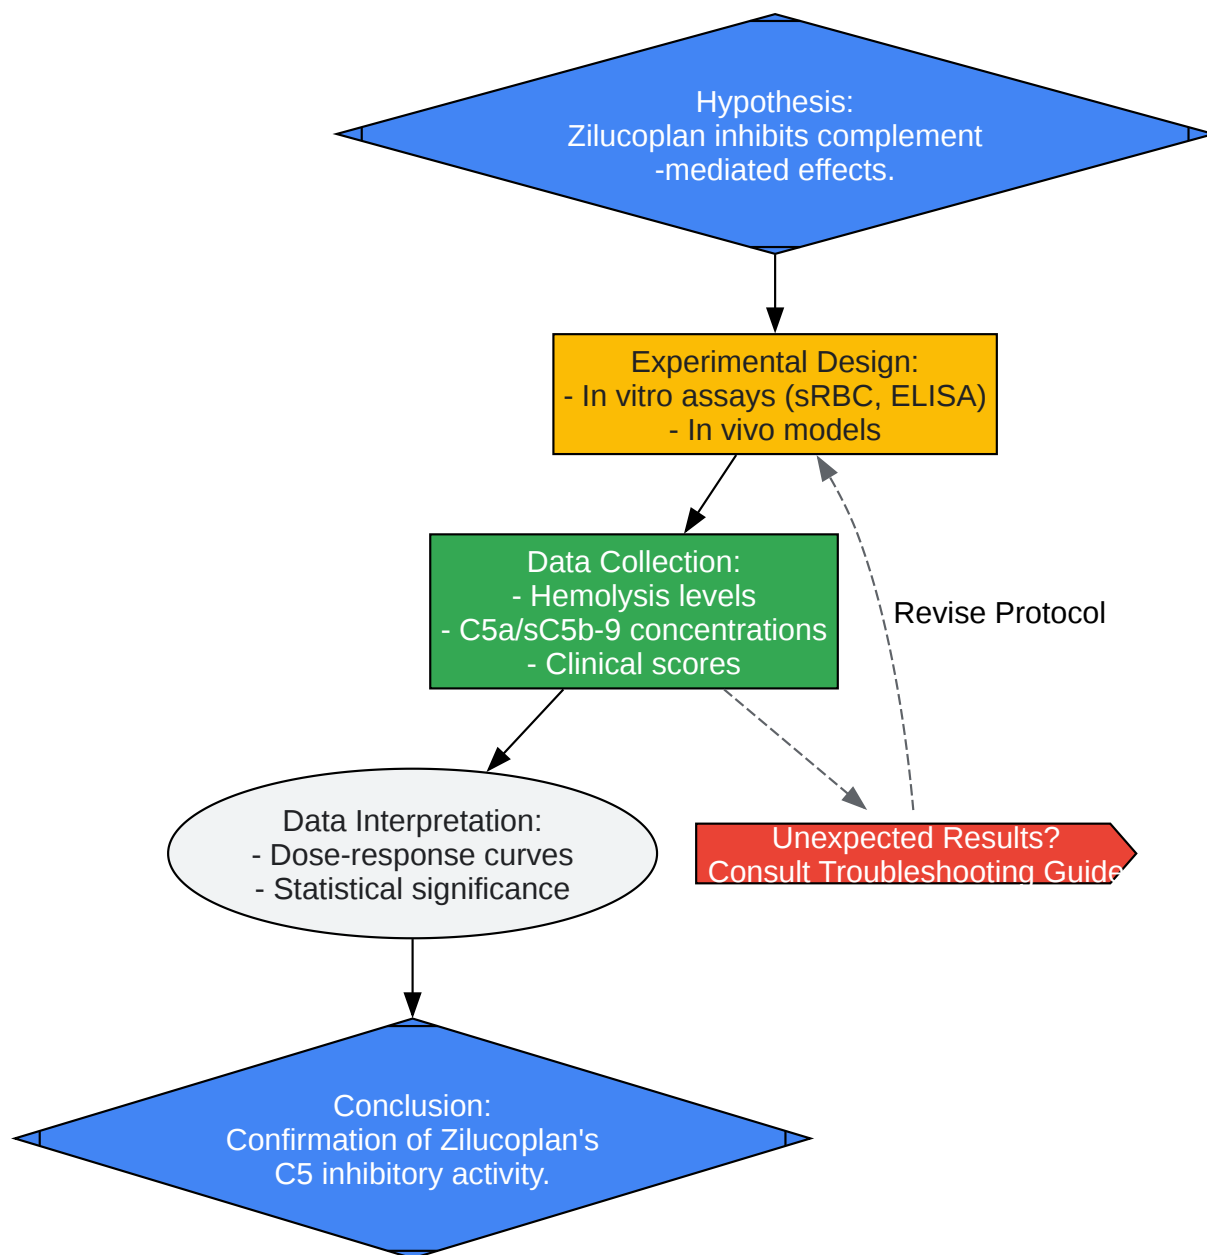 Hypothesis:
Zilucoplan inhibits complement
-mediated effects.
Experimental Design:
- In vitro assays (sRBC, ELISA)
- In vivo models
Data Collection:
- Hemolysis levels
- C5a/sC5b-9 concentrations
- Clinical scores
Revise Protocol
Data Interpretation:
- Dose-response curves
- Statistical significance
Unexpected Results?
Consult Troubleshooting Guide
Conclusion:
Confirmation of Zilucoplan's
C5 inhibitory activity.